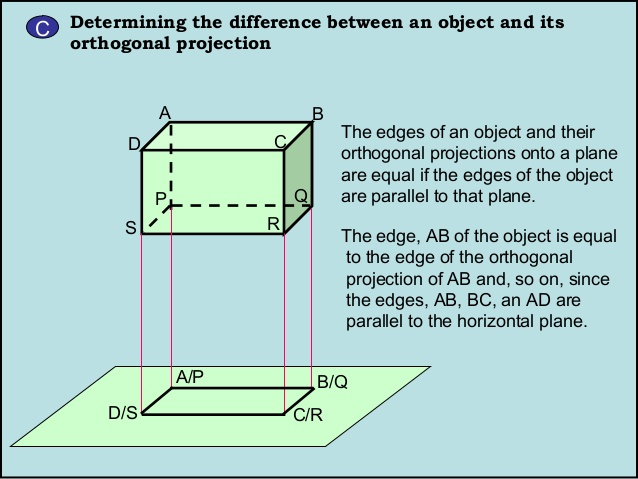 C
Determining the difference between an object and its
orthogonal projection
A
B
D
C
P
Q
S
R
The edges of an object and their
orthogonal projections onto a plane
are equal if the edges of the object
are parallel to that plane.
The edge, AB of the object is equal
to the edge of the orthogonal
projection of AB and, so on, since
the edges, AB, BC, an AD are
parallel to the horizontal plane.
A/P
B/Q
D/S
C/R